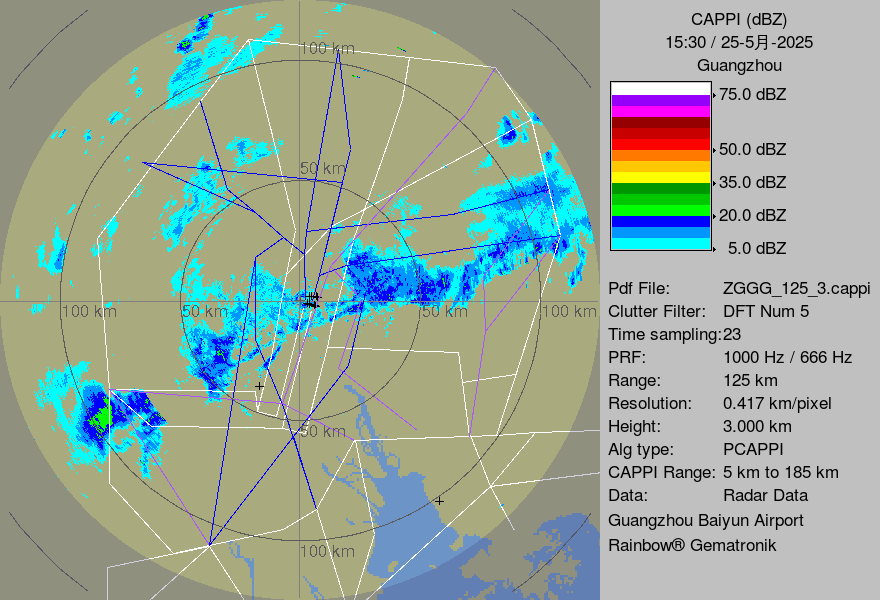 100 km
50 km
100 km
50 km
50 km
100 km
50 km
100 km
CAPPI (dBZ)
15:30 / 25-5月-2025
Guangzhou
75.0 dBZ
50.0 dBZ
35.0 dBZ
20.0 dBZ
5.0 dBZ
Pdf File: ZGGG_125_3.cappi
Clutter Filter: DFT Num 5
Time sampling:23
PRF: 1000 Hz / 666 Hz
Range: 125 km
Resolution: 0.417 km/pixel
Height: 3.000 km
Alg type: PCAPPI
CAPPI Range: 5 km to 185 km
Data: Radar Data
Guangzhou Baiyun Airport
Rainbow® Gematronik